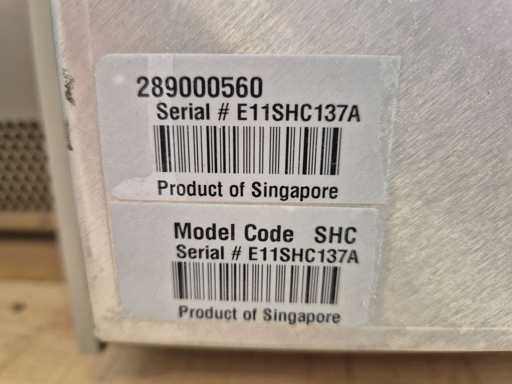 289000560
Serial # E11SHC137A
Product of Singapore
Model Code SHC
Serial # E11SHC137A
Product of Singapore